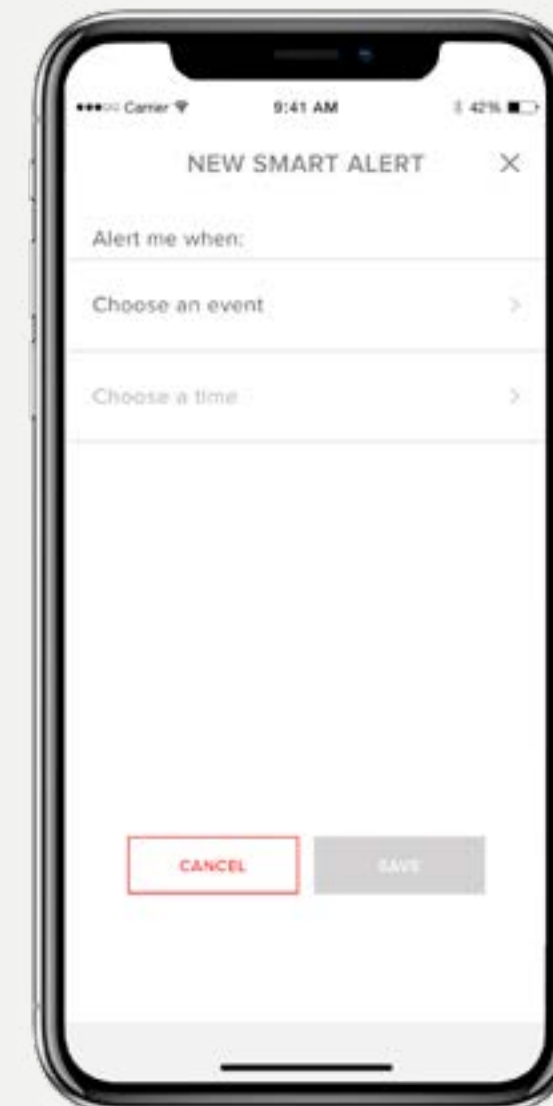 Carrier 9:41 AM 42%
NEW SMART ALERT
Alert me when:
Choose an event
Choose a time
CANCEL SAVE